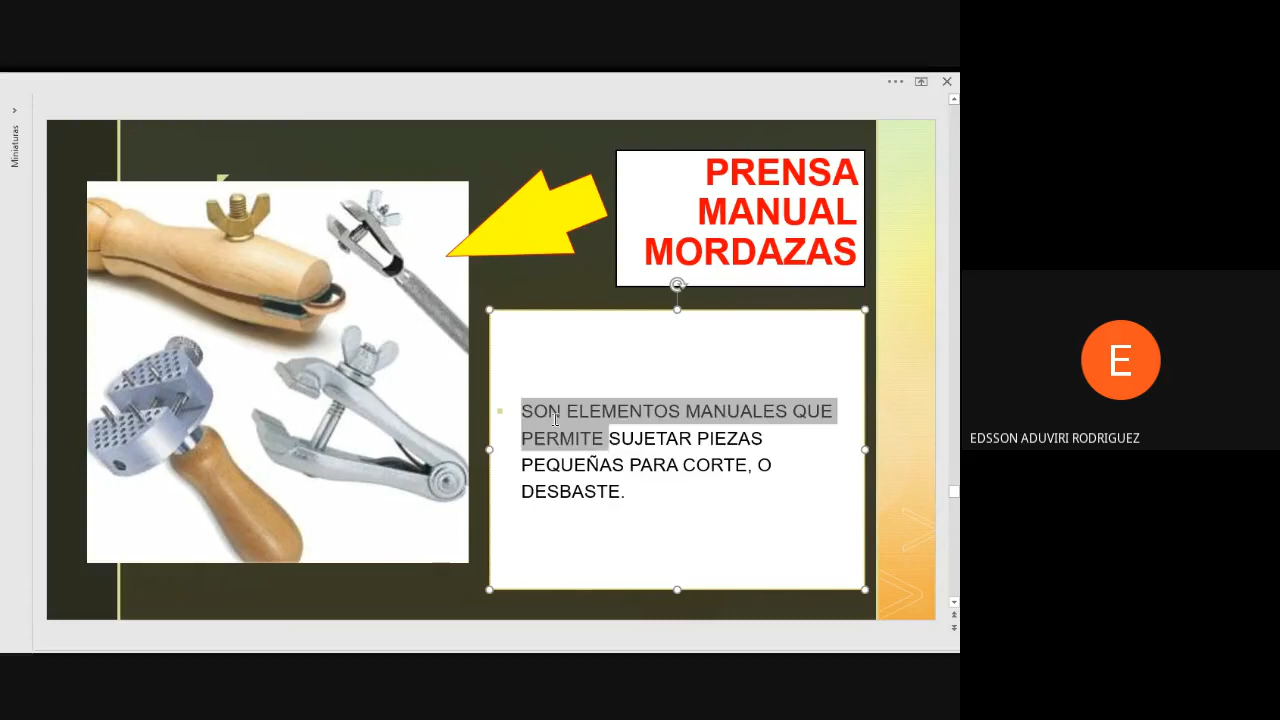 Miniaturas
PRENSA
MANUAL
MORDAZAS
SON ELEMENTOS MANUALES QUE
PERMITE SUJETAR PIEZAS
PEQUEÑAS PARA CORTE, O
DESBASTE.
E
EDSSON ADUVIRI RODRIGUEZ